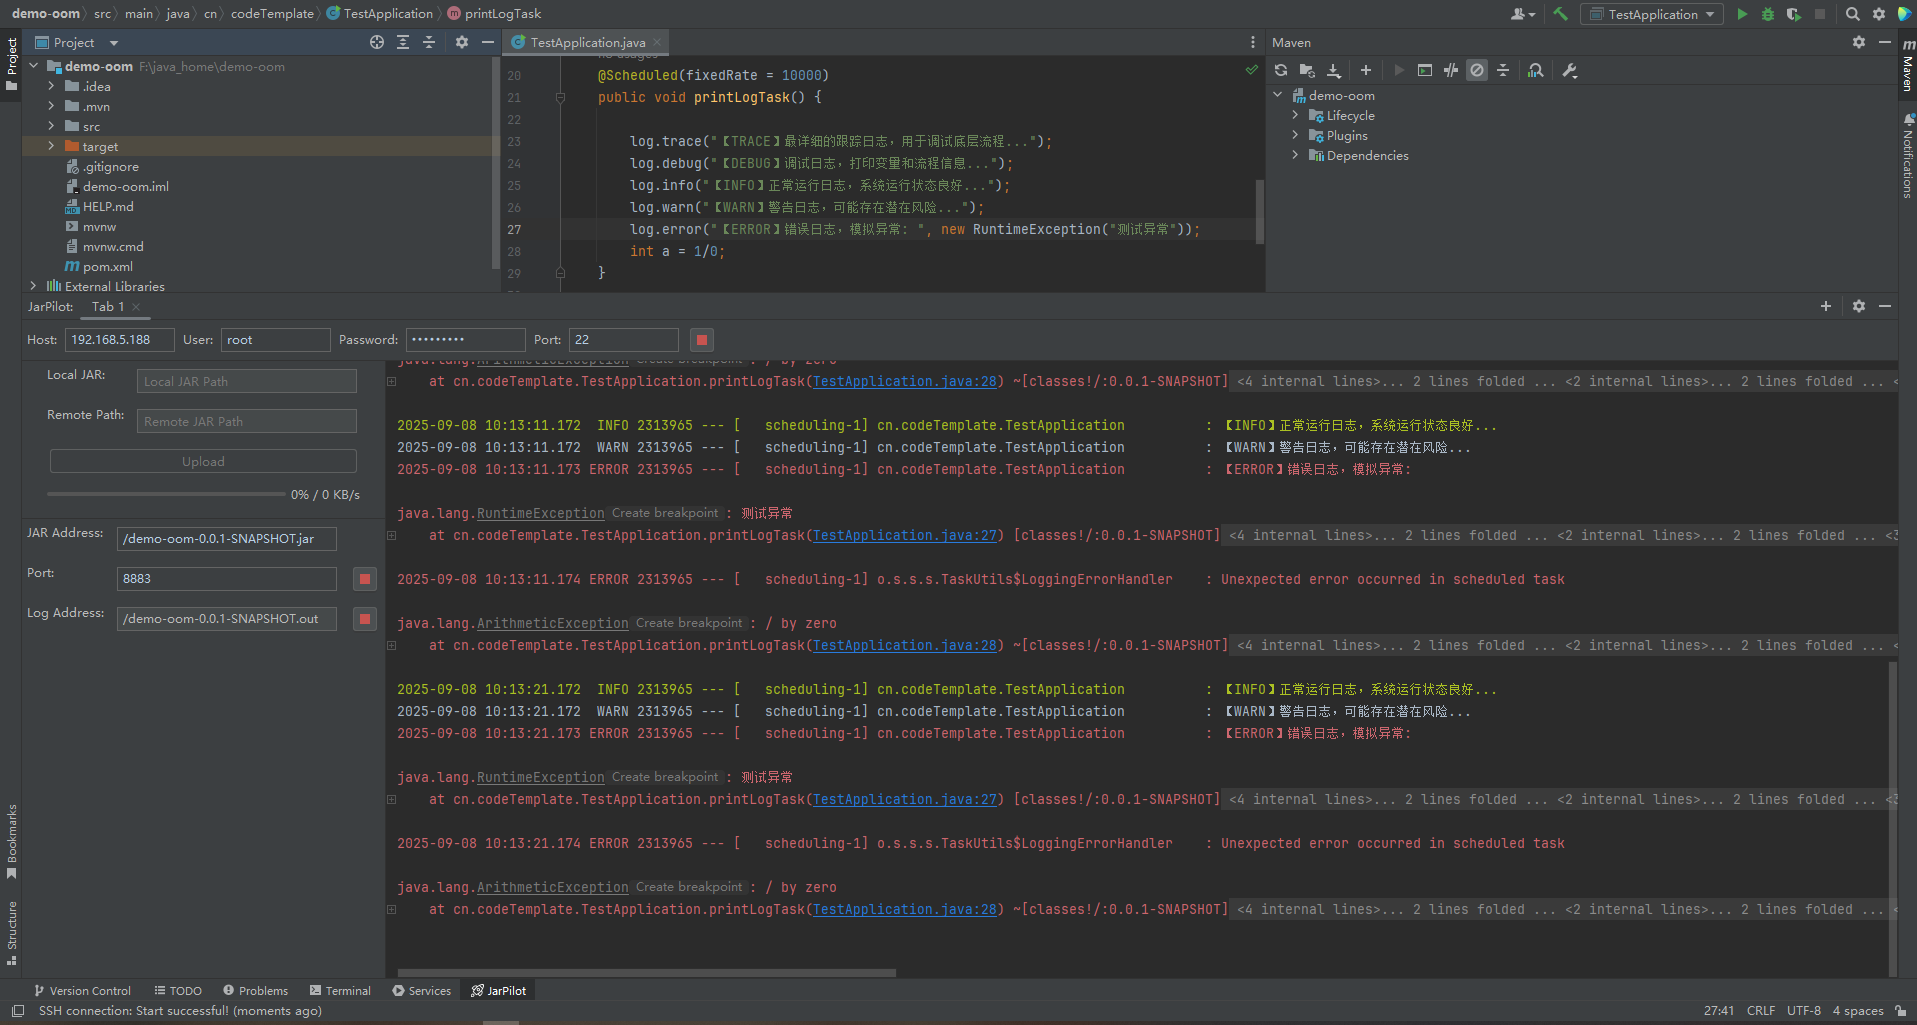 demo-oom src main java cn codeTemplate TestApplication printLogTask
TestApplication
Project
TestApplication.java
Maven
Project
demo-oom F:\java_home\demo-oom
.idea
.mvn
src
target
.gitignore
demo-oom.iml
HELP.md
mvnw
mvnw.cmd
pom.xml
External Libraries
20 @Scheduled(fixedRate = 10000)
21 public void printLogTask() {
22
23 log.trace("【TRACE】最详细的跟踪日志，用于调试底层流程...");
24 log.debug("【DEBUG】调试日志，打印变量和流程信息...");
25 log.info("【INFO】正常运行日志，系统运行状态良好...");
26 log.warn("【WARN】警告日志，可能存在潜在风险...");
27 log.error("【ERROR】错误日志，模拟异常: ", new RuntimeException("测试异常"));
28 int a = 1/0;
29 }
demo-oom
Lifecycle
Plugins
Dependencies
Maven
Notifications
JarPilot: Tab 1
Host: 192.168.5.188 User: root Password: ••••••••• Port: 22
Local JAR: Local JAR Path
Remote Path: Remote JAR Path
Upload
0% / 0 KB/s
JAR Address: /demo-oom-0.0.1-SNAPSHOT.jar
Port: 8883
Log Address: /demo-oom-0.0.1-SNAPSHOT.out
java.lang.ArithmeticException Create breakpoint : / by zero
at cn.codeTemplate.TestApplication.printLogTask(TestApplication.java:28) ~[classes!/:0.0.1-SNAPSHOT] <4 internal lines>... 2 lines folded ... <2 internal lines>... 2 lines folded ... <
2025-09-08 10:13:11.172 INFO 2313965 --- [ scheduling-1] cn.codeTemplate.TestApplication : 【INFO】正常运行日志，系统运行状态良好...
2025-09-08 10:13:11.172 WARN 2313965 --- [ scheduling-1] cn.codeTemplate.TestApplication : 【WARN】警告日志，可能存在潜在风险...
2025-09-08 10:13:11.173 ERROR 2313965 --- [ scheduling-1] cn.codeTemplate.TestApplication : 【ERROR】错误日志，模拟异常:
java.lang.RuntimeException Create breakpoint : 测试异常
at cn.codeTemplate.TestApplication.printLogTask(TestApplication.java:27) [classes!/:0.0.1-SNAPSHOT] <4 internal lines>... 2 lines folded ... <2 internal lines>... 2 lines folded ... <3
2025-09-08 10:13:11.174 ERROR 2313965 --- [ scheduling-1] o.s.s.s.TaskUtils$LoggingErrorHandler : Unexpected error occurred in scheduled task
java.lang.ArithmeticException Create breakpoint : / by zero
at cn.codeTemplate.TestApplication.printLogTask(TestApplication.java:28) ~[classes!/:0.0.1-SNAPSHOT] <4 internal lines>... 2 lines folded ... <2 internal lines>... 2 lines folded ... <
2025-09-08 10:13:21.172 INFO 2313965 --- [ scheduling-1] cn.codeTemplate.TestApplication : 【INFO】正常运行日志，系统运行状态良好...
2025-09-08 10:13:21.172 WARN 2313965 --- [ scheduling-1] cn.codeTemplate.TestApplication : 【WARN】警告日志，可能存在潜在风险...
2025-09-08 10:13:21.173 ERROR 2313965 --- [ scheduling-1] cn.codeTemplate.TestApplication : 【ERROR】错误日志，模拟异常:
java.lang.RuntimeException Create breakpoint : 测试异常
at cn.codeTemplate.TestApplication.printLogTask(TestApplication.java:27) [classes!/:0.0.1-SNAPSHOT] <4 internal lines>... 2 lines folded ... <2 internal lines>... 2 lines folded ... <3
2025-09-08 10:13:21.174 ERROR 2313965 --- [ scheduling-1] o.s.s.s.TaskUtils$LoggingErrorHandler : Unexpected error occurred in scheduled task
java.lang.ArithmeticException Create breakpoint : / by zero
at cn.codeTemplate.TestApplication.printLogTask(TestApplication.java:28) ~[classes!/:0.0.1-SNAPSHOT] <4 internal lines>... 2 lines folded ... <2 internal lines>... 2 lines folded ... <
Bookmarks
Structure
Version Control TODO Problems Terminal Services JarPilot
SSH connection: Start successful! (moments ago)
27:41 CRLF UTF-8 4 spaces